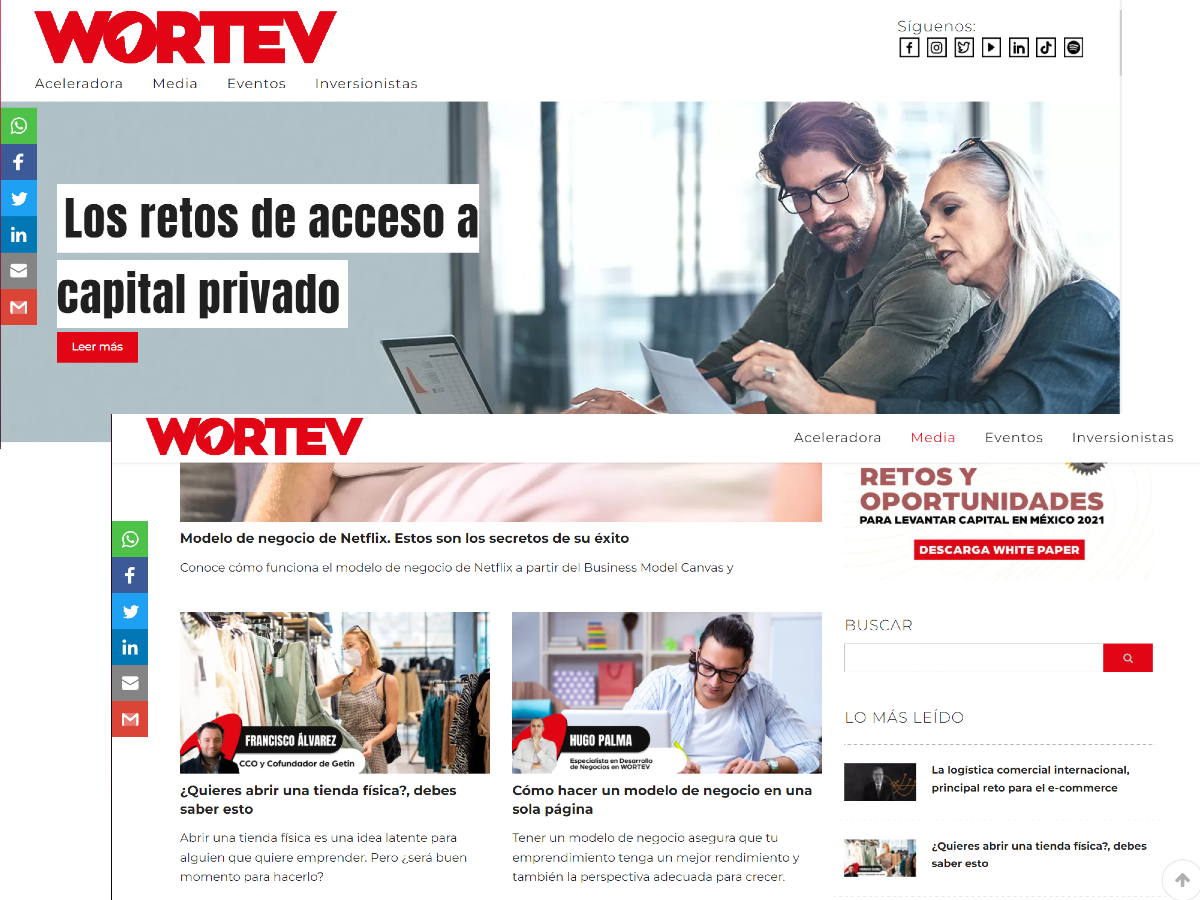 WORTEV
Síguenos:
Aceleradora Media Eventos Inversionistas
Los retos de acceso a
capital privado
Leer más
WORTEV
Aceleradora Media Eventos Inversionistas
RETOS Y
OPORTUNIDADES
PARA LEVANTAR CAPITAL EN MÉXICO 2021
DESCARGA WHITE PAPER
Modelo de negocio de Netflix. Estos son los secretos de su éxito
Conoce cómo funciona el modelo de negocio de Netflix a partir del Business Model Canvas y
FRANCISCO ÁLVAREZ
CCO y Cofundador de Getin
¿Quieres abrir una tienda física?, debes
saber esto
Abrir una tienda física es una idea latente para
alguien que quiere emprender. Pero ¿será buen
momento para hacerlo?
HUGO PALMA
Especialista en Desarrollo
de Negocios en WORTEV
Cómo hacer un modelo de negocio en una
sola página
Tener un modelo de negocio asegura que tu
emprendimiento tenga un mejor rendimiento y
también la perspectiva adecuada para crecer.
BUSCAR
LO MÁS LEÍDO
La logística comercial internacional,
principal reto para el e-commerce
¿Quieres abrir una tienda física?, debes
saber esto